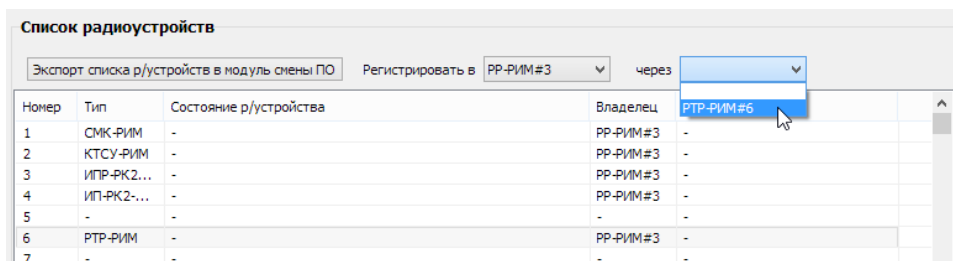 Список радиоустройств
Экспорт списка р/устройств в модуль смены ПО Регистрировать в РР-РИМ#3 через
Номер Тип Состояние р/устройства Владелец РТР-РИМ#6
1 СМК-РИМ - РР-РИМ#3 -
2 КТСУ-РИМ - РР-РИМ#3 -
3 ИПР-РК2... - РР-РИМ#3 -
4 ИП-РК2-... - РР-РИМ#3 -
5 - - - -
6 РТР-РИМ - РР-РИМ#3 -
7 - - - -